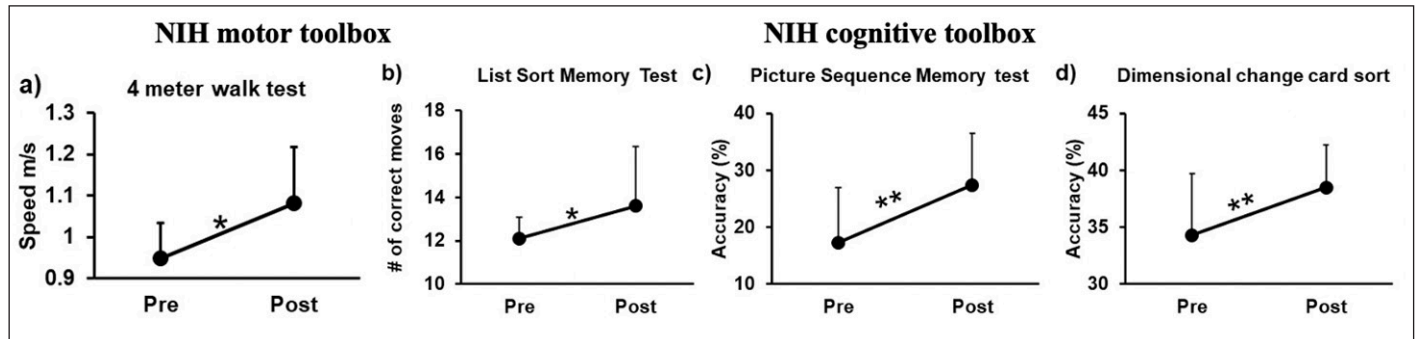 NIH motor toolbox
NIH cognitive toolbox
a)
4 meter walk test
Speed m/s
1.3
1.2
1.1
1
0.9
*
Pre
Post
b)
List Sort Memory Test
# of correct moves
18
16
14
12
10
*
Pre
Post
c)
Picture Sequence Memory test
Accuracy (%)
40
30
20
10
**
Pre
Post
d)
Dimensional change card sort
Accuracy (%)
45
40
35
30
**
Pre
Post